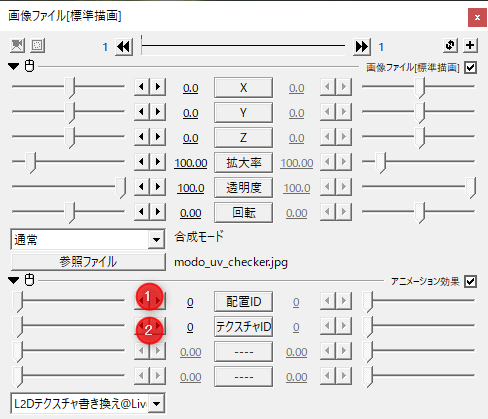 画像ファイル[標準描画]
x
1 1
画像ファイル[標準描画]
0.0 X 0.0
0.0 Y 0.0
0.0 Z 0.0
100.00 拡大率 100.00
100.0 透明度 100.0
0.00 回転 0.00
通常 合成モード
参照ファイル modo_uv_checker.jpg
アニメーション効果
1 0 配置ID 0
2 0 テクスチャID 0
0.00 ---- 0.00
0.00 ---- 0.00
L2Dテクスチャ書き換え@Liv